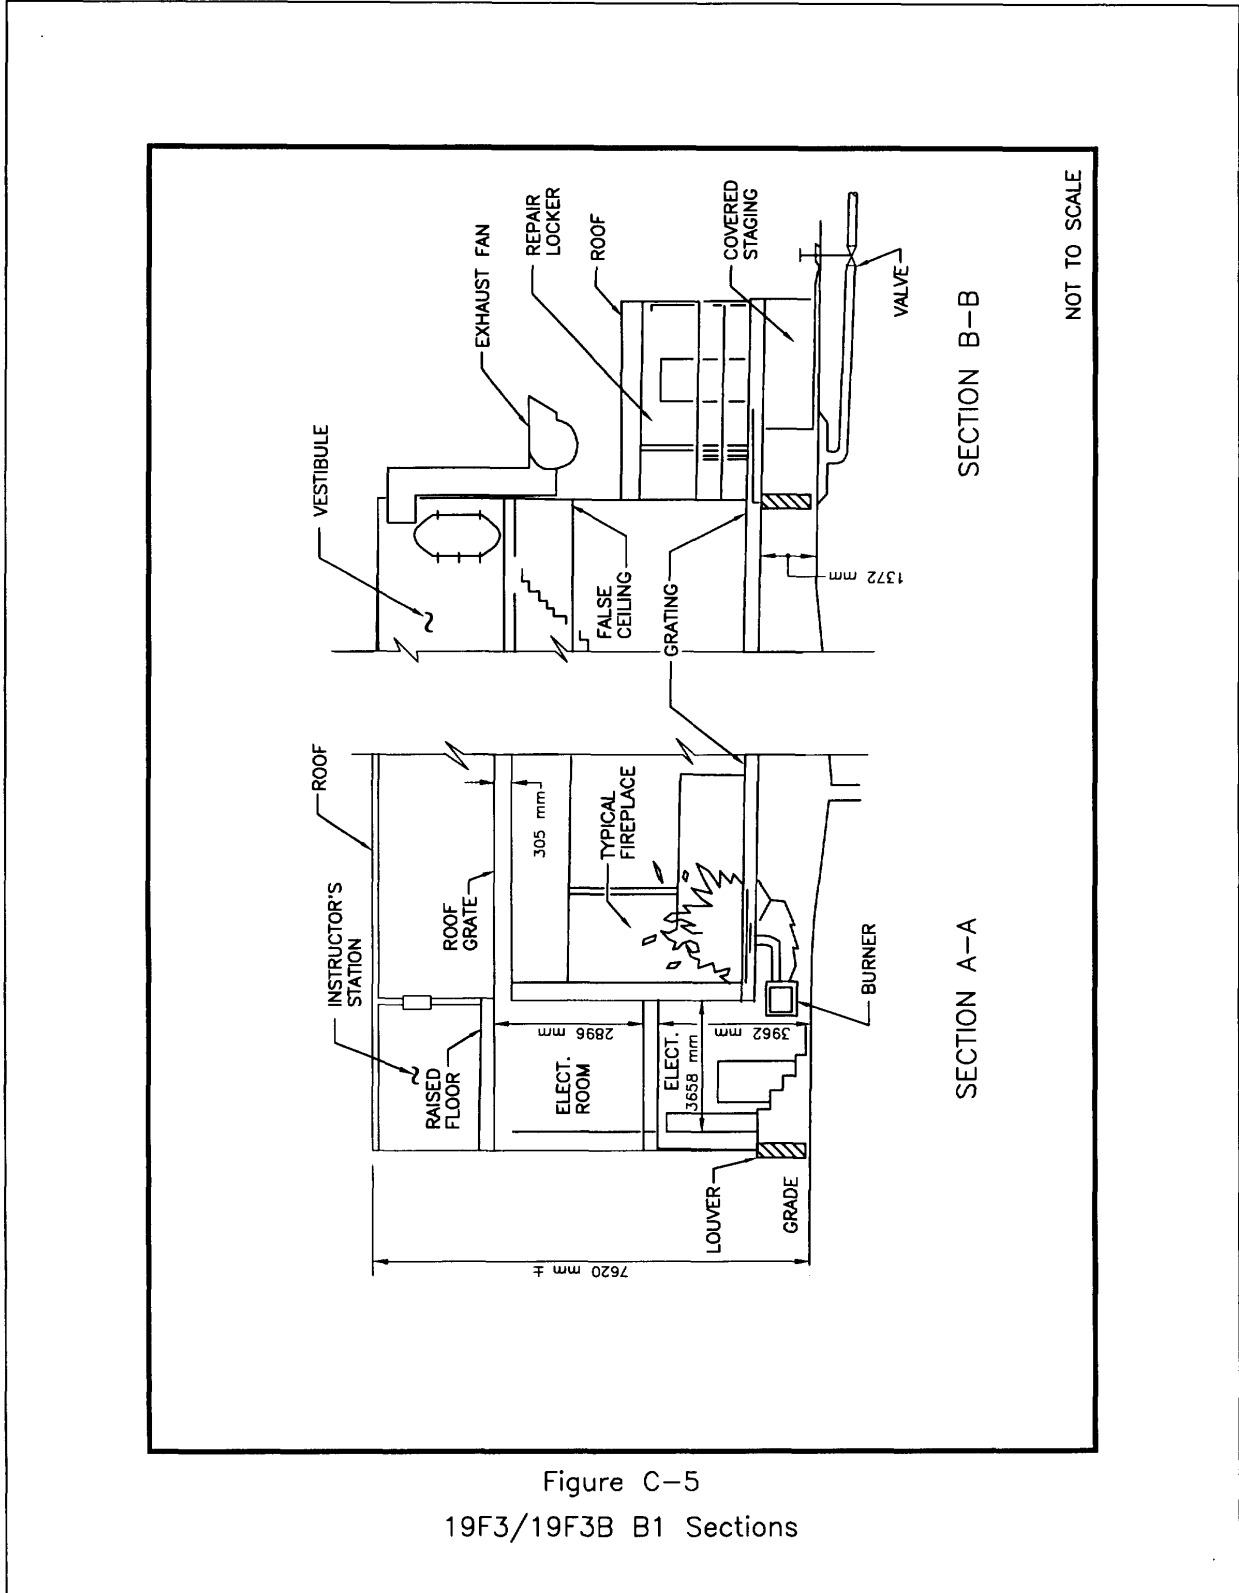 ROOF
INSTRUCTOR'S
STATION
ROOF
GRATE
RAISED
FLOOR
305 mm
TYPICAL
FIREPLACE
2896 mm
ELECT.
ROOM
ELECT.
3658 mm
3962 mm
BURNER
LOUVER
GRADE
7620 mm ±
SECTION A-A
VESTIBULE
EXHAUST FAN
REPAIR
LOCKER
ROOF
COVERED
STAGING
FALSE
CEILING
GRATING
1372 mm
VALVE
SECTION B-B
NOT TO SCALE
Figure C-5
19F3/19F3B B1 Sections